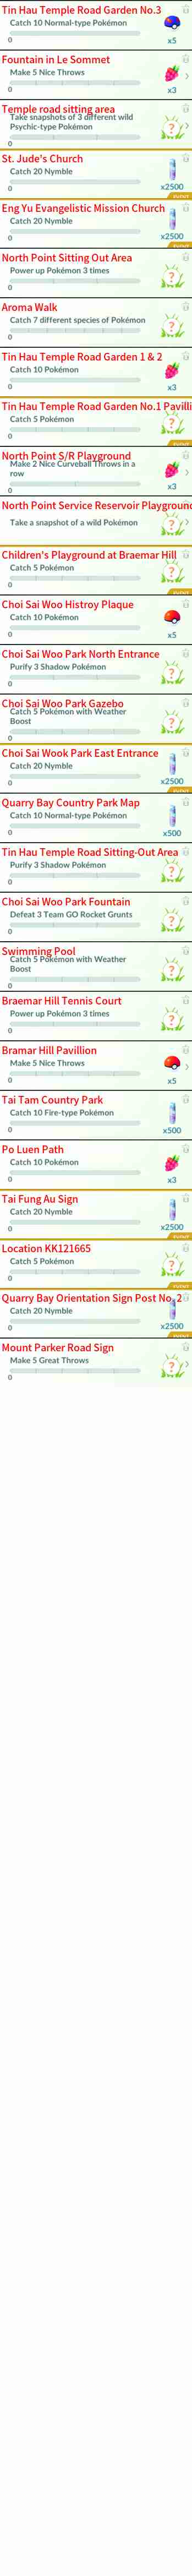 Tin Hau Temple Road Garden No.3
Catch 10 Normal-type Pokémon
0
x5
Fountain in Le Sommet
Make 5 Nice Throws
0
x3
Temple road sitting area
Take snapshots of 3 different wild
Psychic-type Pokémon
?
0
St. Jude's Church
Catch 20 Nymble
0
x2500
EVENT
Eng Yu Evangelistic Mission Church
Catch 20 Nymble
0
x2500
EVENT
North Point Sitting Out Area
Power up Pokémon 3 times
?
0
Aroma Walk
Catch 7 different species of Pokémon
?
0
Tin Hau Temple Road Garden 1 & 2
Catch 10 Pokémon
0
x3
Tin Hau Temple Road Garden No.1 Pavilli
Catch 5 Pokémon
?
0
EVENT
North Point S/R Playground
Make 2 Nice Curveball Throws in a
row
0
x3
North Point Service Reservoir Playground
Take a snapshot of a wild Pokémon
?
Children's Playground at Braemar Hill
Catch 5 Pokémon
?
0
EVENT
Choi Sai Woo Histroy Plaque
Catch 10 Pokémon
0
x5
Choi Sai Woo Park North Entrance
Purify 3 Shadow Pokémon
?
0
Choi Sai Woo Park Gazebo
Catch 5 Pokémon with Weather
Boost
?
0
Choi Sai Wook Park East Entrance
Catch 20 Nymble
0
x2500
EVENT
Quarry Bay Country Park Map
Catch 10 Normal-type Pokémon
0
x500
Tin Hau Temple Road Sitting-Out Area
Purify 3 Shadow Pokémon
?
0
Choi Sai Woo Park Fountain
Defeat 3 Team GO Rocket Grunts
?
0
Swimming Pool
Catch 5 Pokémon with Weather
Boost
?
0
Braemar Hill Tennis Court
Power up Pokémon 3 times
?
0
Bramar Hill Pavillion
Make 5 Nice Throws
0
x5
Tai Tam Country Park
Catch 10 Fire-type Pokémon
0
x500
Po Luen Path
Catch 10 Pokémon
0
x3
Tai Fung Au Sign
Catch 20 Nymble
0
x2500
EVENT
Location KK121665
Catch 5 Pokémon
?
0
EVENT
Quarry Bay Orientation Sign Post No. 2
Catch 20 Nymble
0
x2500
EVENT
Mount Parker Road Sign
Make 5 Great Throws
?
0